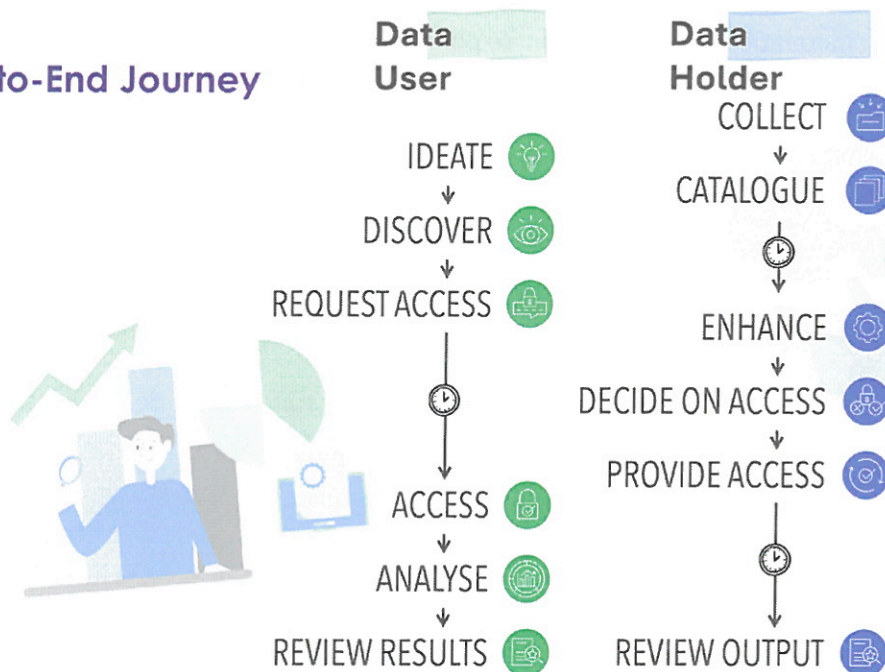 to-End Journey
Data
User
IDEATE
DISCOVER
REQUEST ACCESS
ACCESS
ANALYSE
REVIEW RESULTS
Data
Holder
COLLECT
CATALOGUE
ENHANCE
DECIDE ON ACCESS
PROVIDE ACCESS
REVIEW OUTPUT